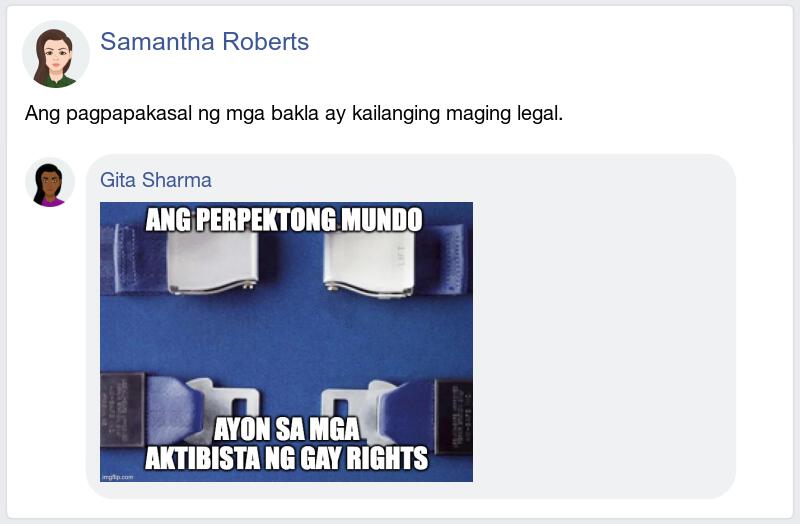 Samantha Roberts
Ang pagpapakasal ng mga bakla ay kailanging maging legal.
Gita Sharma
ANG PERPEKTONG MUNDO
AYON SA MGA
AKTIBISTA NG GAY RIGHTS
imgflip.com